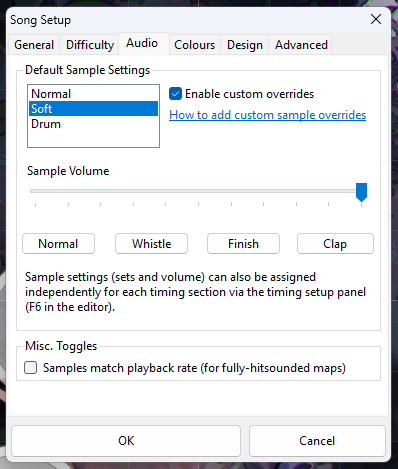 Song Setup
General Difficulty Audio Colours Design Advanced
Default Sample Settings
Normal
Soft
Drum
Enable custom overrides
How to add custom sample overrides
Sample Volume
Normal Whistle Finish Clap
Sample settings (sets and volume) can also be assigned
independently for each timing section via the timing setup panel
(F6 in the editor).
Misc. Toggles
Samples match playback rate (for fully-hitsounded maps)
OK Cancel